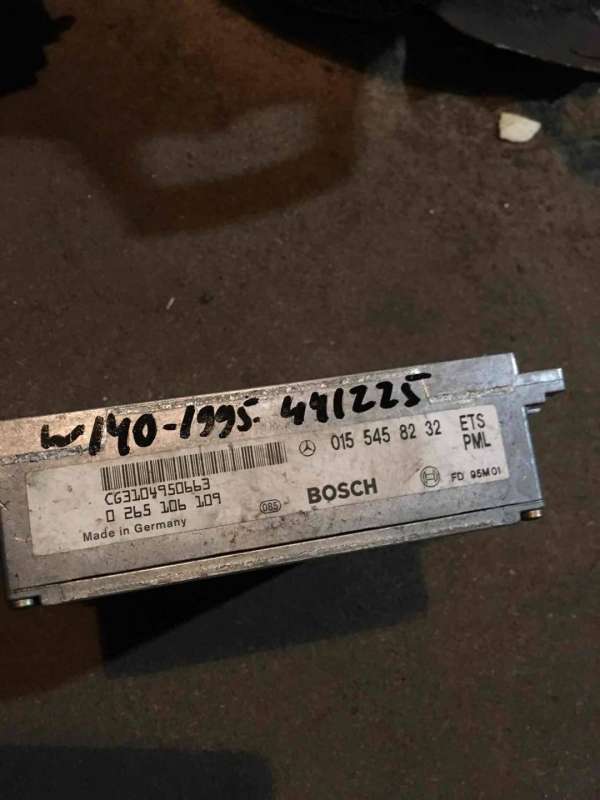 w140-1995. 441225
015 545 82 32 ETS
PML
CG3104950663
0 265 106 109
Made in Germany
085
BOSCH
FD 95M01